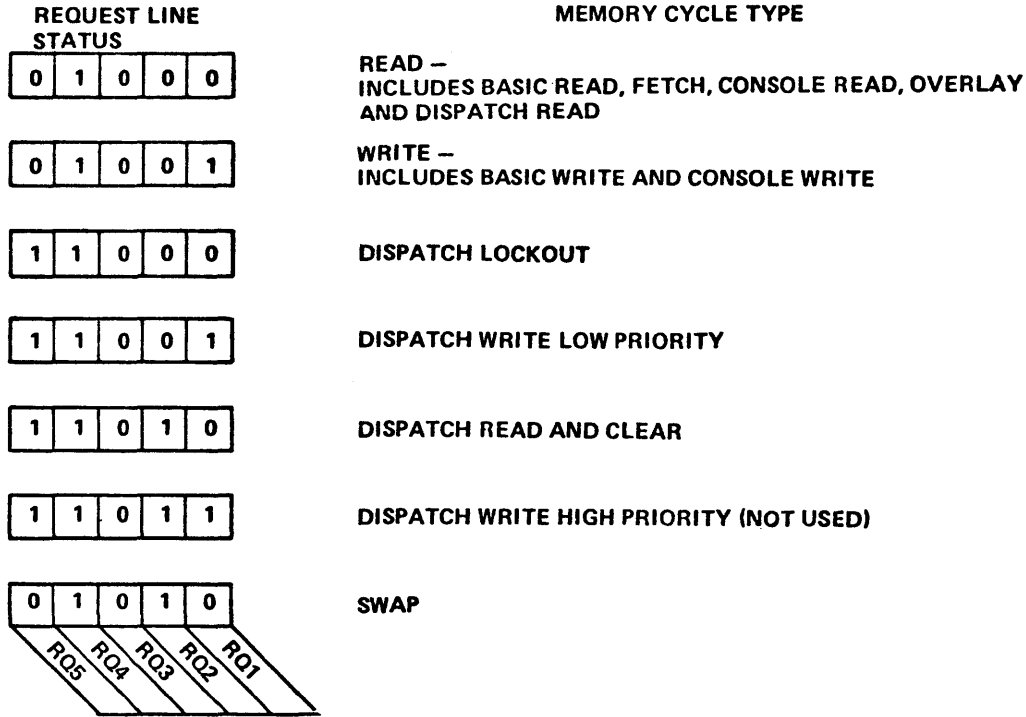 REQUEST LINE
STATUS
MEMORY CYCLE TYPE
0 1 0 0 0
READ –
INCLUDES BASIC READ, FETCH, CONSOLE READ, OVERLAY
AND DISPATCH READ
0 1 0 0 1
WRITE –
INCLUDES BASIC WRITE AND CONSOLE WRITE
1 1 0 0 0
DISPATCH LOCKOUT
1 1 0 0 1
DISPATCH WRITE LOW PRIORITY
1 1 0 1 0
DISPATCH READ AND CLEAR
1 1 0 1 1
DISPATCH WRITE HIGH PRIORITY (NOT USED)
0 1 0 1 0
SWAP
RQ5 RQ4 RQ3 RQ2 RQ1